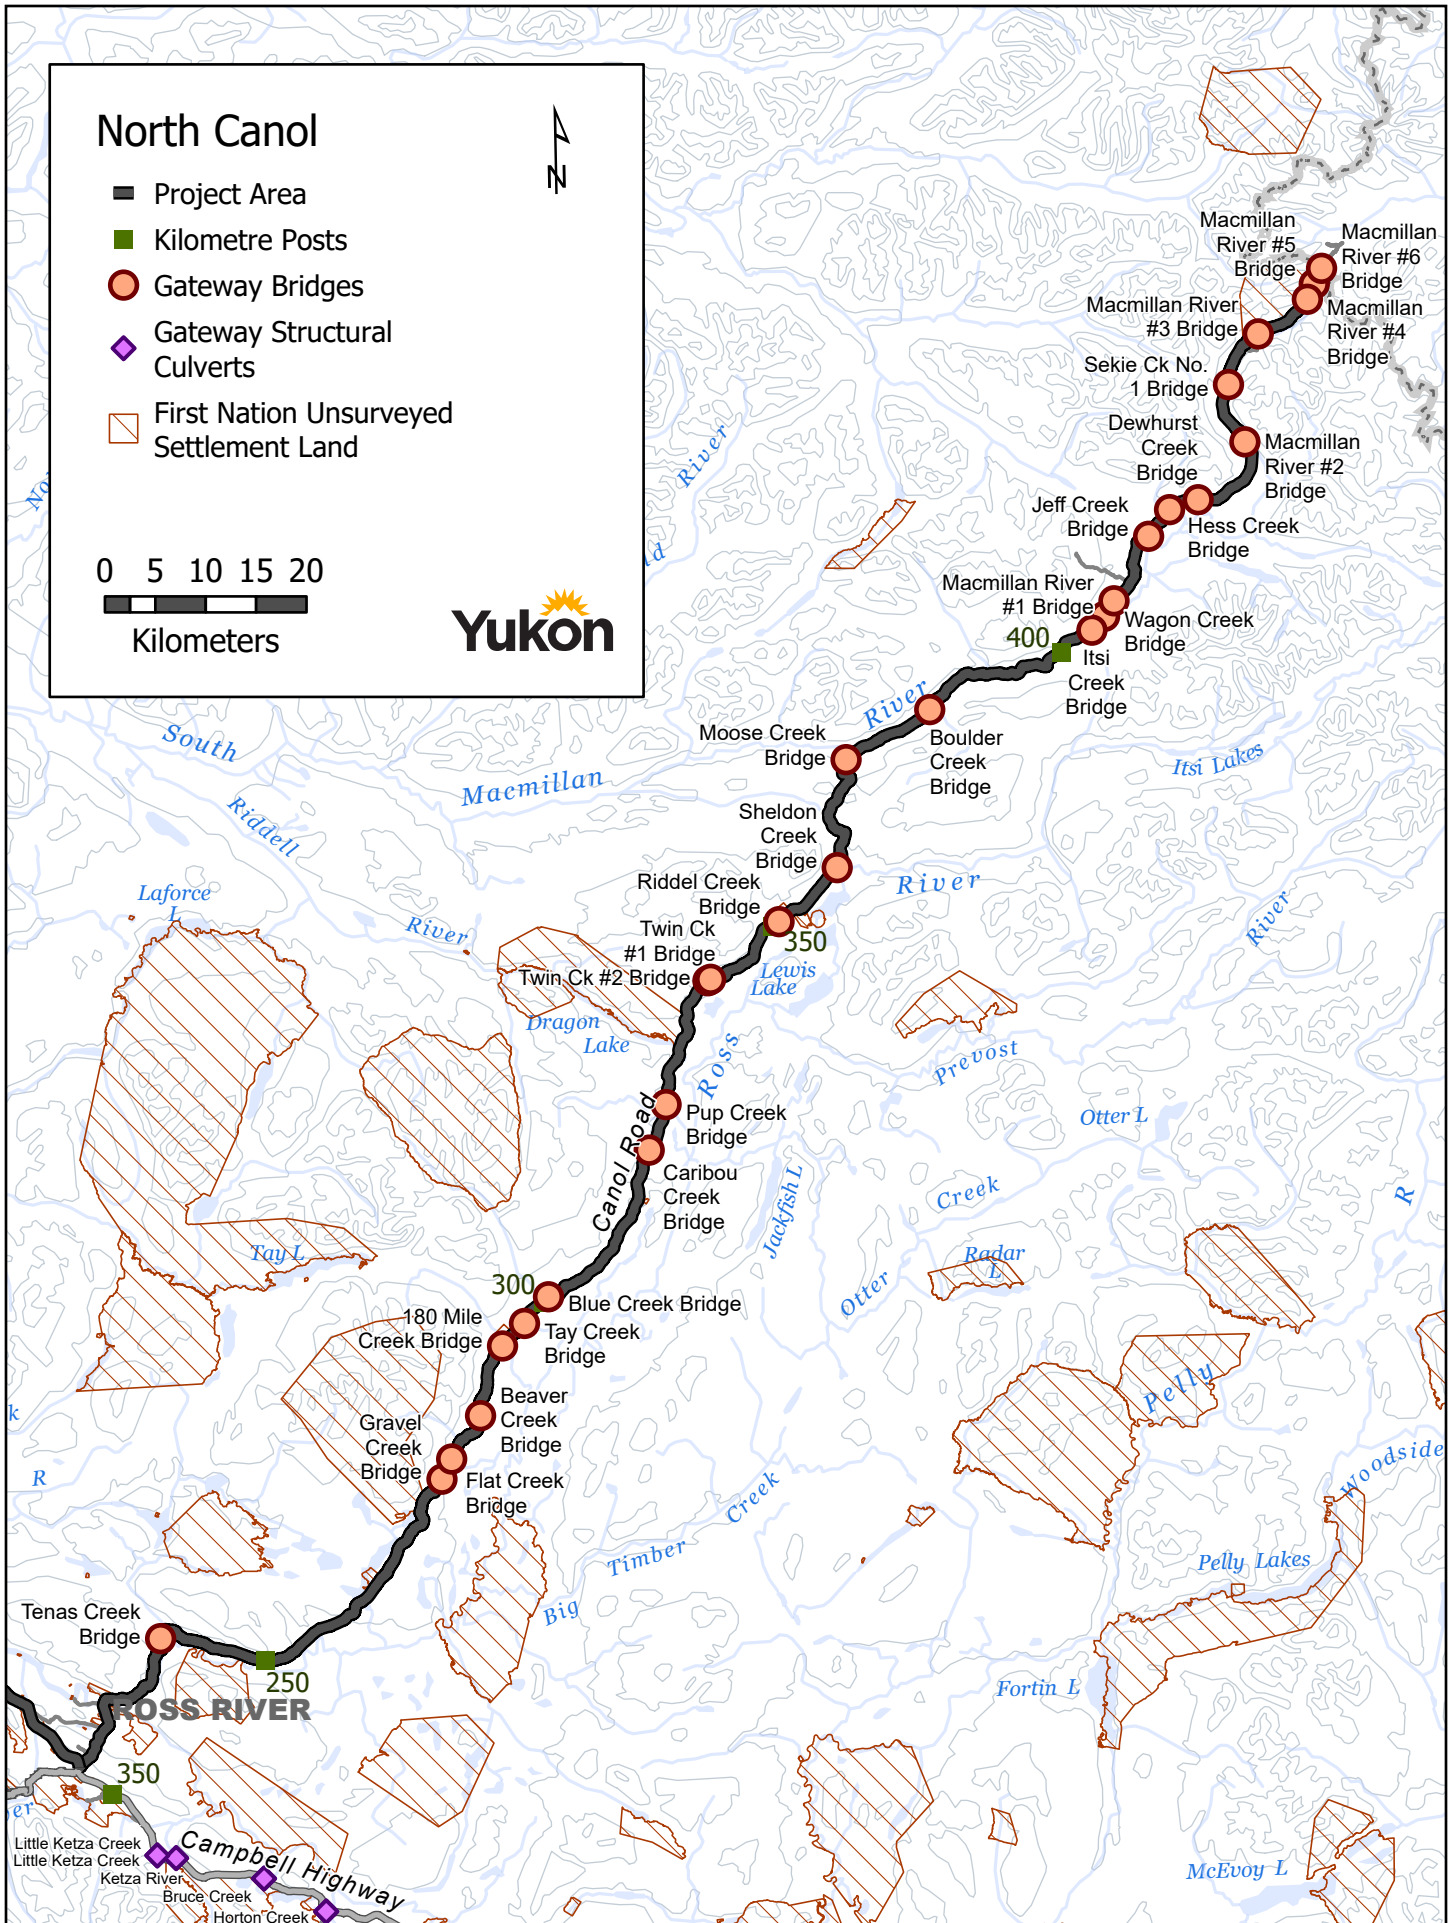 North Canol
N
Project Area
Kilometre Posts
Gateway Bridges
Gateway Structural
Culverts
First Nation Unsurveyed
Settlement Land
0 5 10 15 20
Kilometers
Yukon
Macmillan
River #5
Bridge
Macmillan
River #6
Bridge
Macmillan River
#3 Bridge
Macmillan
River #4
Bridge
Sekie Ck No.
1 Bridge
Dewhurst
Creek
Bridge
Macmillan
River #2
Bridge
River
Jeff Creek
Bridge
Hess Creek
Bridge
Macmillan River
#1 Bridge
Wagon Creek
Bridge
400
Itsi
Creek
Bridge
River
Moose Creek
Bridge
Boulder
Creek
Bridge
South
Macmillan
Itsi Lakes
Riddell
River
Sheldon
Creek
Bridge
River
Riddel Creek
Bridge
350
Laforce
L
River
Twin Ck
#1 Bridge
Twin Ck #2 Bridge
Lewis
Lake
Dragon
Lake
Ross
Prevost
Canol Road
Pup Creek
Bridge
Otter L
Caribou
Creek
Bridge
Jackfish L
Creek
R
Tay L
Radar
L
Otter
300
Blue Creek Bridge
180 Mile
Creek Bridge
Tay Creek
Bridge
Pelly
Beaver
Creek
Bridge
Gravel
Creek
Bridge
k
R
Flat Creek
Bridge
Creek
Woodside
Timber
Big
Pelly Lakes
Tenas Creek
Bridge
250
ROSS RIVER
Fortin L
350
er
Campbell Highway
Little Ketza Creek
Little Ketza Creek
Ketza River
Bruce Creek
Horton Creek
McEvoy L